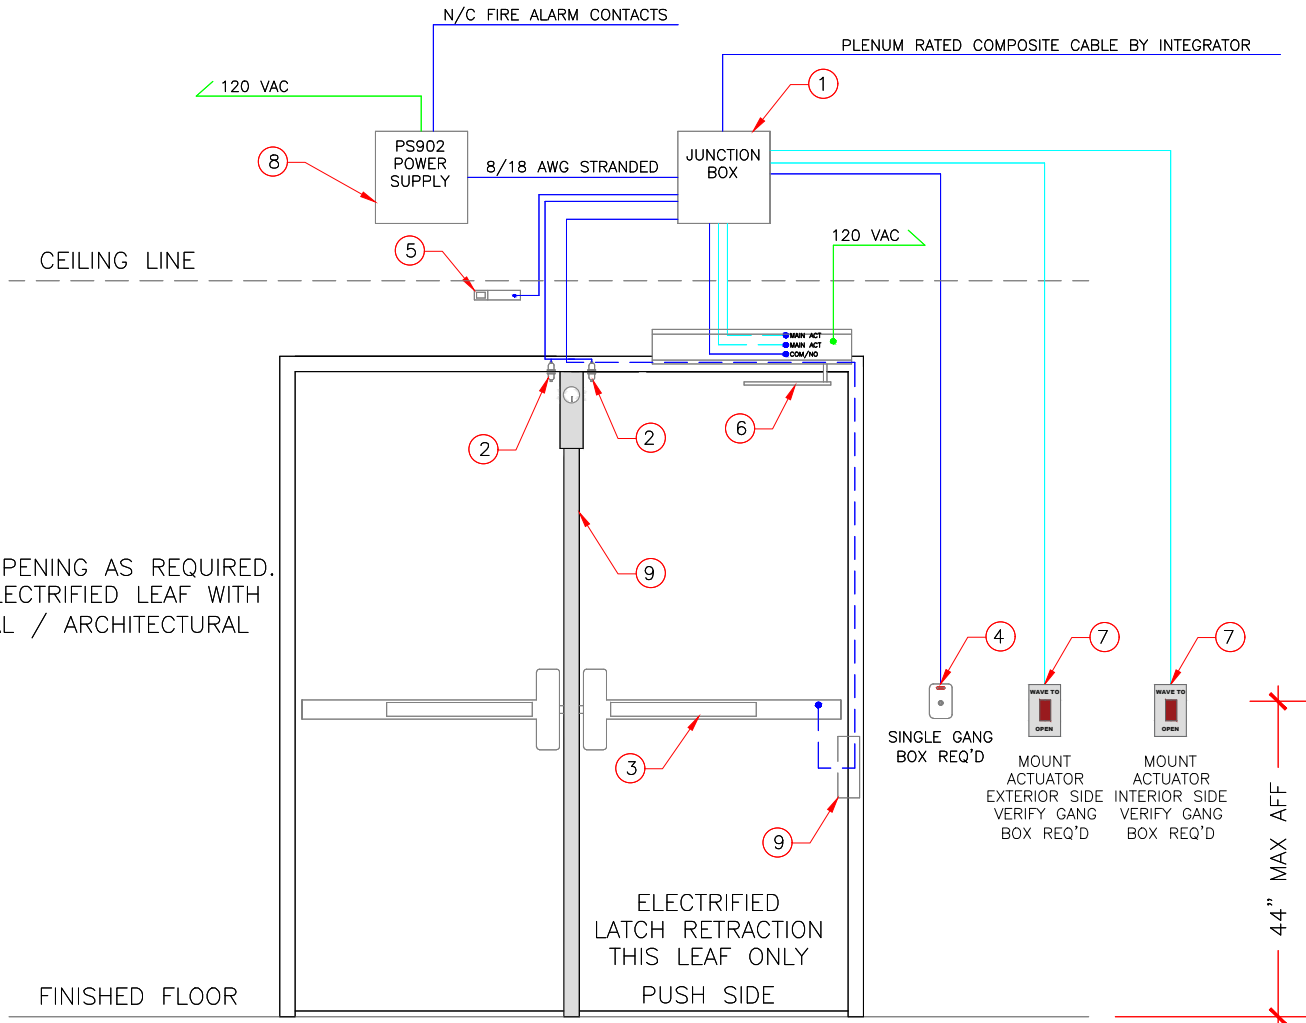 N/C FIRE ALARM CONTACTS
PLENUM RATED COMPOSITE CABLE BY INTEGRATOR
120 VAC
1
PS902
POWER
SUPPLY
8
8/18 AWG STRANDED
JUNCTION
BOX
5
120 VAC
CEILING LINE
MAIN ACT
MAIN ACT
COM/NO
2
2
6
PENING AS REQUIRED.
LECTRIFIED LEAF WITH
AL / ARCHITECTURAL
9
4
7
7
WAVE TO
OPEN
WAVE TO
OPEN
3
SINGLE GANG
BOX REQ'D
MOUNT
ACTUATOR
EXTERIOR SIDE
VERIFY GANG
BOX REQ'D
MOUNT
ACTUATOR
INTERIOR SIDE
VERIFY GANG
BOX REQ'D
9
44" MAX AFF
ELECTRIFIED
LATCH RETRACTION
THIS LEAF ONLY
PUSH SIDE
FINISHED FLOOR